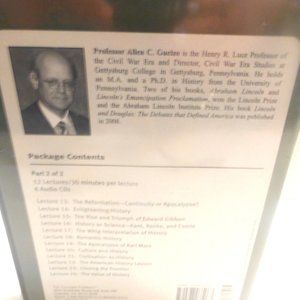 Professor Allen C. Guelzo is the Henry R. Luce Professor of
the Civil War Era and Director, Civil War Era Studies at
Gettysburg College in Gettysburg, Pennsylvania. He holds
an M.A. and a Ph.D. in History from the University of
Pennsylvania. Two of his books, Abraham Lincoln and
Lincoln's Emancipation Proclamation, won the Lincoln Prize
and the Abraham Lincoln Institute Prize. His book Lincoln
and Douglas: The Debates that Defined America was published
in 2008.
Package Contents
Part 2 of 3
12 Lectures/30 minutes per lecture
6 Audio CDs
Lecture 13: The Reformation—Continuity or Apocalypse?
Lecture 14: Enlightening History
Lecture 15: The Rise and Triumph of Edward Gibbon
Lecture 16: History as Science—Kant, Ranke, and Comte
Lecture 17: The Whig Interpretation of History
Lecture 18: Romantic History
Lecture 19: The Apocalypse of Karl Marx
Lecture 20: Culture and History
Lecture 21: Civilization as History
Lecture 22: The American History Lesson
Lecture 23: Closing the Frontier
Lecture 24: The Value of History